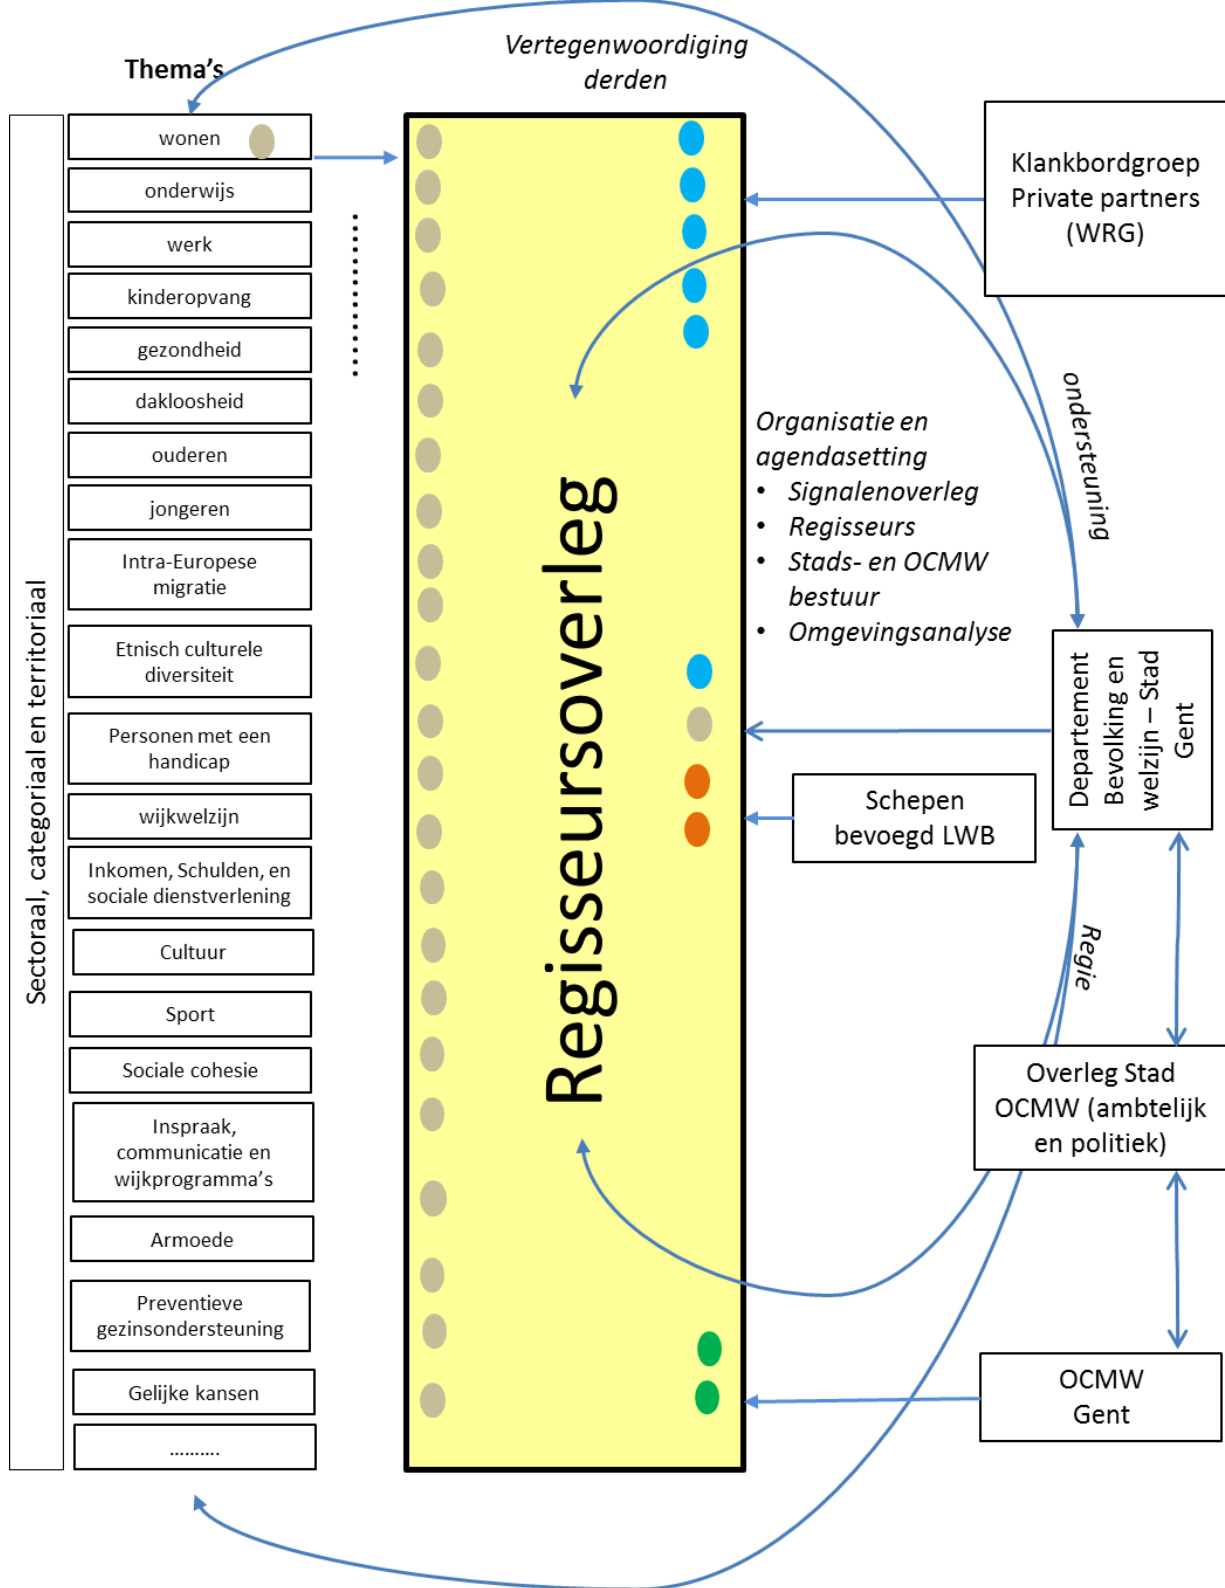 Thema's
Vertegenwoordiging
derden
Sectoraal, categoriaal en territoriaal
wonen
onderwijs
werk
kinderopvang
gezondheid
dakloosheid
ouderen
jongeren
Intra-Europese
migratie
Etnisch culturele
diversiteit
Personen met een
handicap
wijkwelzijn
Inkomen, Schulden, en
sociale dienstverlening
Cultuur
Sport
Sociale cohesie
Inspraak,
communicatie en
wijkprogramma's
Armoede
Preventieve
gezinsondersteuning
Gelijke kansen
……….
Regisseursoverleg
Klankbordgroep
Private partners
(WRG)
ondersteuning
Organisatie en
agendasetting
• Signalenoverleg
• Regisseurs
• Stads- en OCMW
bestuur
• Omgevingsanalyse
Departement
Bevolking en
welzijn – Stad
Gent
Schepen
bevoegd LWB
Regie
Overleg Stad
OCMW (ambtelijk
en politiek)
OCMW
Gent